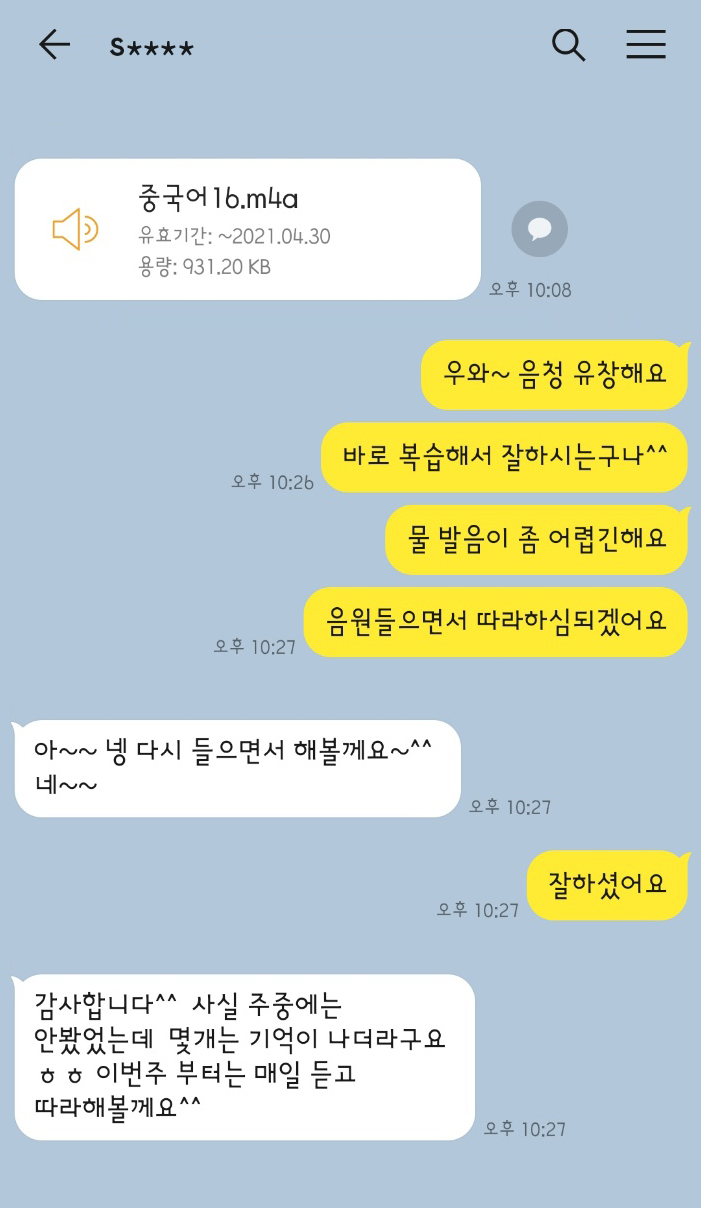 S****
중국어16.m4a
유효기간: ~2021.04.30
용량: 931.20 KB
오후 10:08
우와~ 음청 유창해요
바로 복습해서 잘하시는구나^^
오후 10:26
물 발음이 좀 어렵긴해요
음원들으면서 따라하심되겠어요
오후 10:27
아~~ 넹 다시 들으면서 해볼께요~^^
네~~
오후 10:27
잘하셨어요
오후 10:27
감사합니다^^ 사실 주중에는
안봤었는데 몇개는 기억이 나더라구요
ㅎㅎ 이번주 부터는 매일 듣고
따라해볼께요^^
오후 10:27